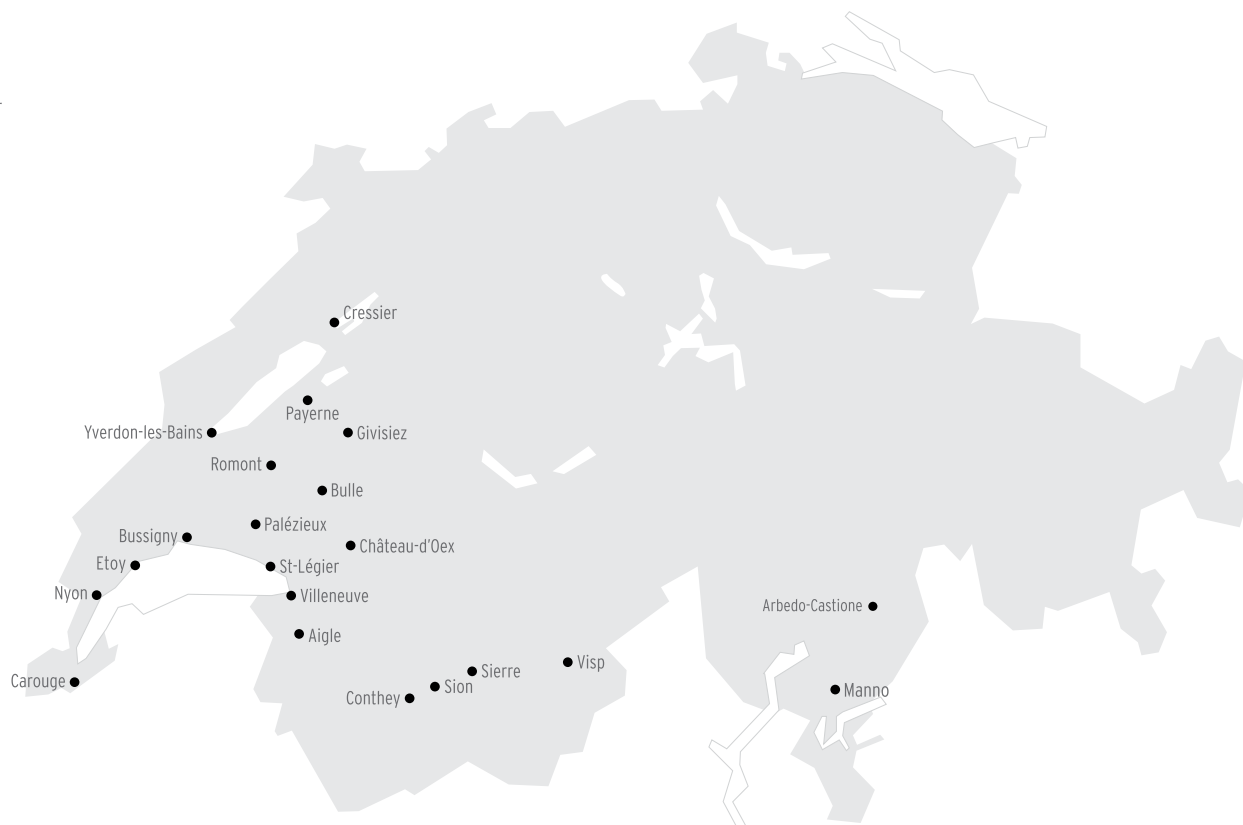 Cressier
Payerne
Yverdon-les-Bains
Givisiez
Romont
Bulle
Palézieux
Bussigny
Château-d'Oex
Etoy
St-Légier
Nyon
Villeneuve
Arbedo-Castione
Aigle
Visp
Sierre
Carouge
Sion
Manno
Conthey